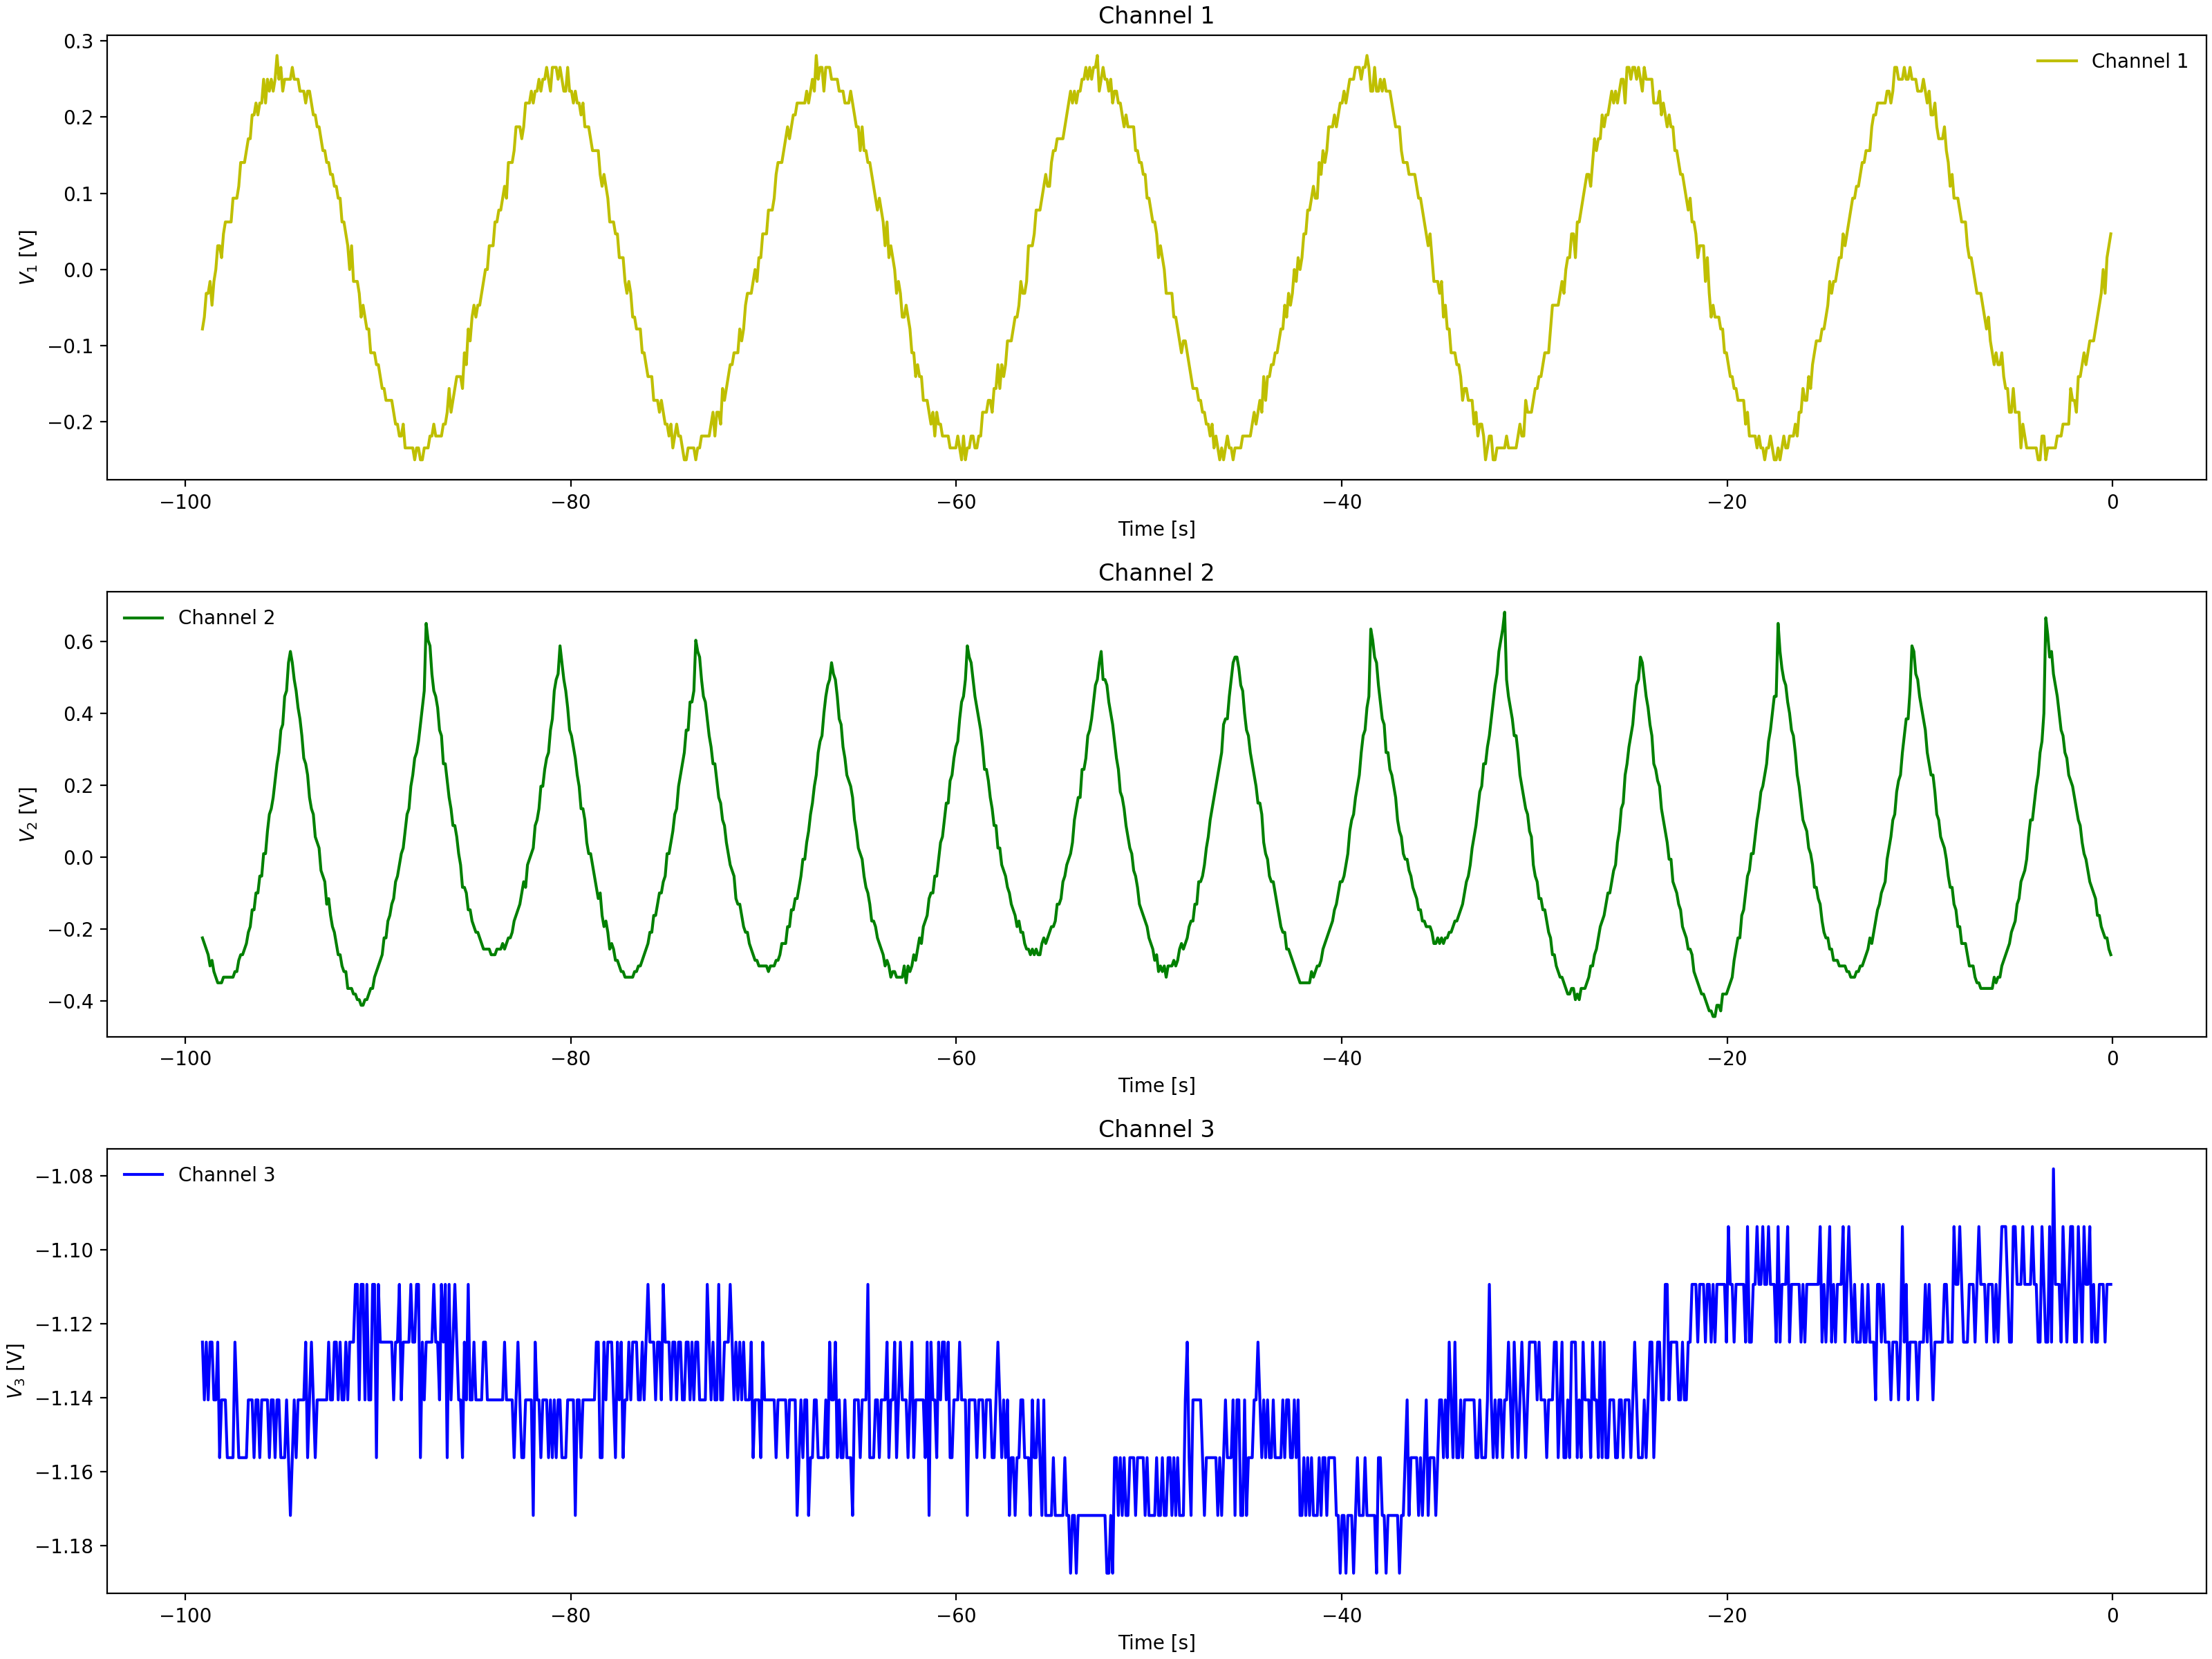 Channel 1
0.3
0.2
0.1
0.0
−0.1
−0.2
V1 [V]
Channel 1
−100 −80 −60 −40 −20 0
Time [s]
Channel 2
0.6
0.4
0.2
0.0
−0.2
−0.4
V2 [V]
Channel 2
−100 −80 −60 −40 −20 0
Time [s]
Channel 3
−1.08
−1.10
−1.12
−1.14
−1.16
−1.18
V3 [V]
Channel 3
−100 −80 −60 −40 −20 0
Time [s]